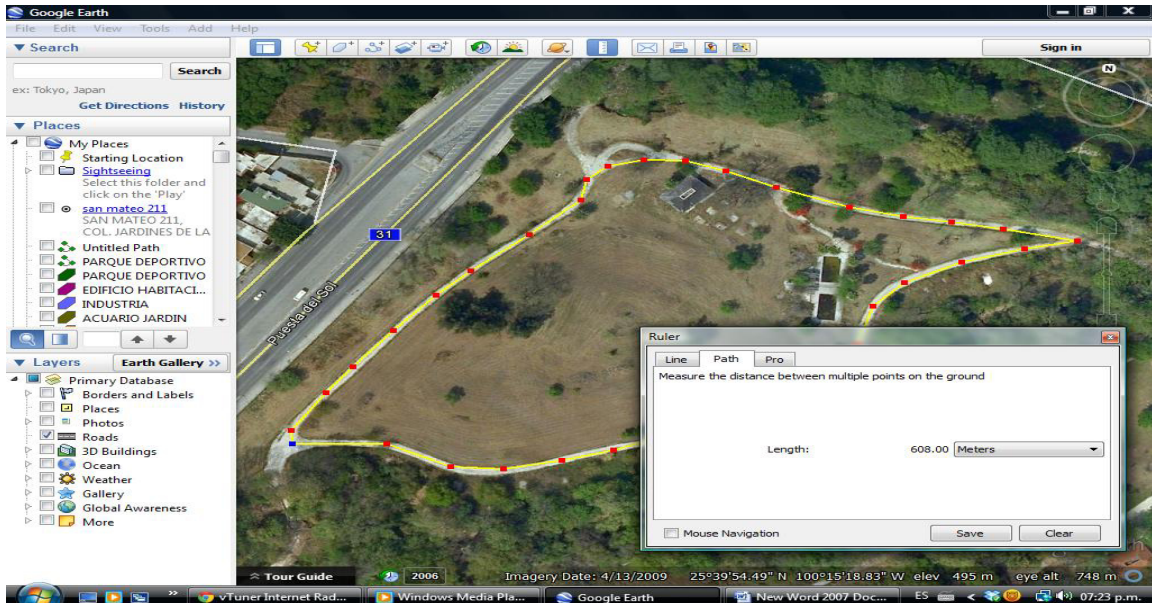 Google Earth
File Edit View Tools Add Help
Search
Sign in
Search
ex: Tokyo, Japan
Get Directions History
Places
My Places
Starting Location
Sightseeing
Select this folder and
click on the 'Play'
san mateo 211
SAN MATEO 211,
COL. JARDINES DE LA
Untitled Path
PARQUE DEPORTIVO
PARQUE DEPORTIVO
EDIFICIO HABITACI...
INDUSTRIA
ACUARIO JARDIN
Layers
Earth Gallery >>
Primary Database
Borders and Labels
Places
Photos
Roads
3D Buildings
Ocean
Weather
Gallery
Global Awareness
More
N
31
Puesta del Sol
Ruler
Line Path Pro
Measure the distance between multiple points on the ground
Length: 608.00 Meters
Mouse Navigation
Save Clear
Tour Guide
2006
Imagery Date: 4/13/2009 25°39'54.49" N 100°15'18.83" W elev 495 m eye alt 748 m
vTuner Internet Rad...
Windows Media Pla...
Google Earth
New Word 2007 Doc...
ES
07:23 p.m.